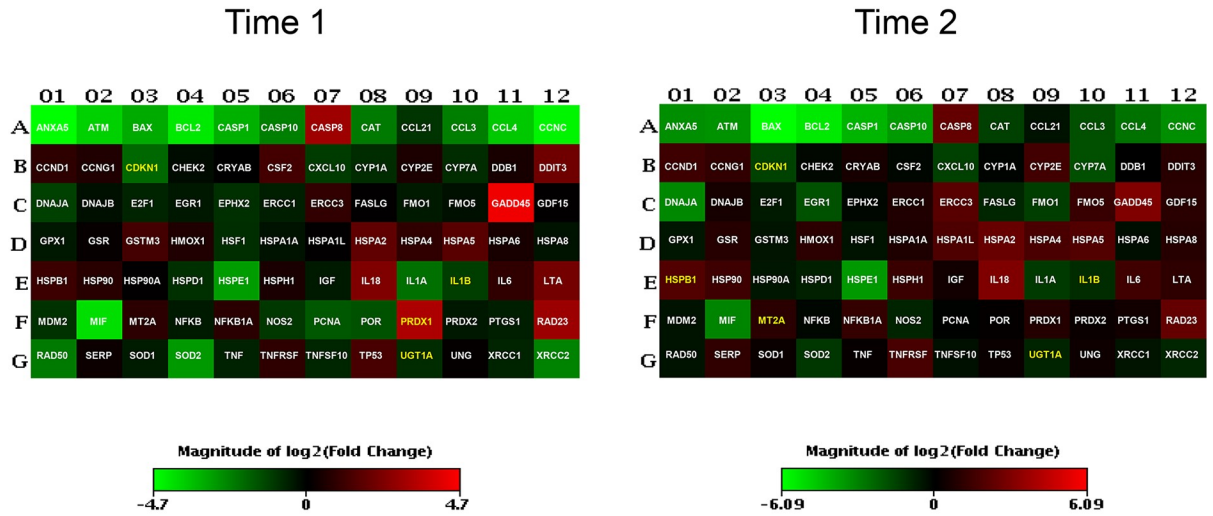 Time 1
01 02 03 04 05 06 07 08 09 10 11 12
A ANXA5 ATM BAX BCL2 CASP1 CASP10 CASP8 CAT CCL21 CCL3 CCL4 CCNC
B CCND1 CCNG1 CDKN1 CHEK2 CRYAB CSF2 CXCL10 CYP1A CYP2E CYP7A DDB1 DDIT3
C DNAJA DNAJB E2F1 EGR1 EPHX2 ERCC1 ERCC3 FASLG FMO1 FMO5 GADD45 GDF15
D GPX1 GSR GSTM3 HMOX1 HSF1 HSPA1A HSPA1L HSPA2 HSPA4 HSPA5 HSPA6 HSPA8
E HSPB1 HSP90 HSP90A HSPD1 HSPE1 HSPH1 IGF IL18 IL1A IL1B IL6 LTA
F MDM2 MIF MT2A NFKB NFKB1A NOS2 PCNA POR PRDX1 PRDX2 PTGS1 RAD23
G RAD50 SERP SOD1 SOD2 TNF TNFRSF TNFSF10 TP53 UGT1A UNG XRCC1 XRCC2
Magnitude of log2(Fold Change)
-4.7 0 4.7
Time 2
01 02 03 04 05 06 07 08 09 10 11 12
A ANXA5 ATM BAX BCL2 CASP1 CASP10 CASP8 CAT CCL21 CCL3 CCL4 CCNC
B CCND1 CCNG1 CDKN1 CHEK2 CRYAB CSF2 CXCL10 CYP1A CYP2E CYP7A DDB1 DDIT3
C DNAJA DNAJB E2F1 EGR1 EPHX2 ERCC1 ERCC3 FASLG FMO1 FMO5 GADD45 GDF15
D GPX1 GSR GSTM3 HMOX1 HSF1 HSPA1A HSPA1L HSPA2 HSPA4 HSPA5 HSPA6 HSPA8
E HSPB1 HSP90 HSP90A HSPD1 HSPE1 HSPH1 IGF IL18 IL1A IL1B IL6 LTA
F MDM2 MIF MT2A NFKB NFKB1A NOS2 PCNA POR PRDX1 PRDX2 PTGS1 RAD23
G RAD50 SERP SOD1 SOD2 TNF TNFRSF TNFSF10 TP53 UGT1A UNG XRCC1 XRCC2
Magnitude of log2(Fold Change)
-6.09 0 6.09